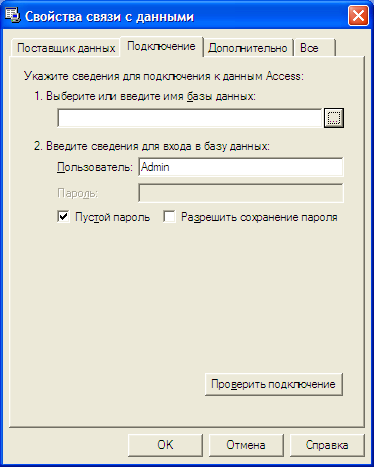 Свойства связи с данными
Поставщик данных Подключение Дополнительно Все
Укажите сведения для подключения к данным Access:
1. Выберите или введите имя базы данных:
...
2. Введите сведения для входа в базу данных:
Пользователь: Admin
Пароль:
Пустой пароль Разрешить сохранение пароля
Проверить подключение
OK Отмена Справка